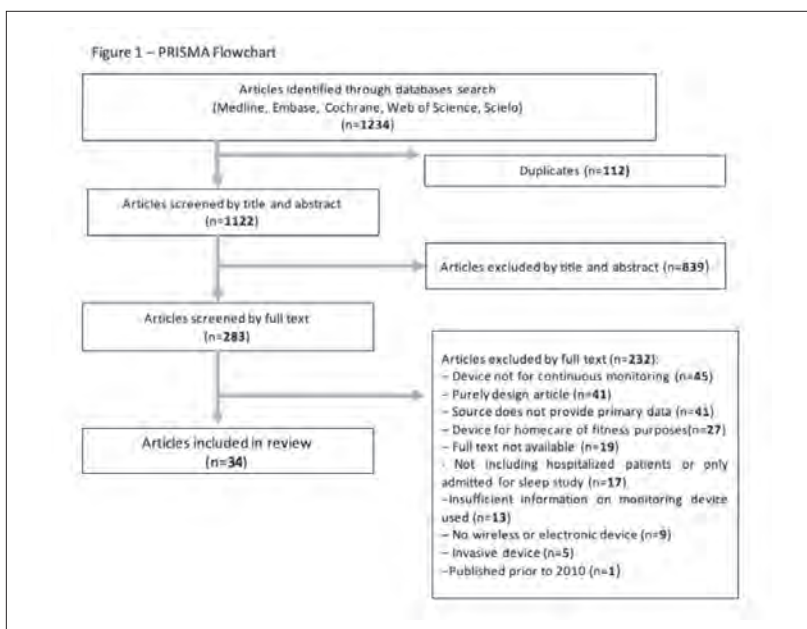 Figure 1 – PRISMA Flowchart
Articles identified through databases search
(Medline, Embase, Cochrane, Web of Science, Scielo)
(n=1234)
Duplicates (n=112)
Articles screened by title and abstract
(n=1122)
Articles excluded by title and abstract (n=839)
Articles screened by full text
(n=283)
Articles excluded by full text (n=232):
– Device not for continuous monitoring (n=45)
– Purely design article (n=41)
– Source does not provide primary data (n=41)
– Device for homecare of fitness purposes(n=27)
– Full text not available (n=19)
- Not including hospitalized patients or only
admitted for sleep study (n=17)
–Insufficient information on monitoring device
used (n=13)
– No wireless or electronic device (n=9)
– Invasive device (n=5)
–Published prior to 2010 (n=1)
Articles included in review
(n=34)